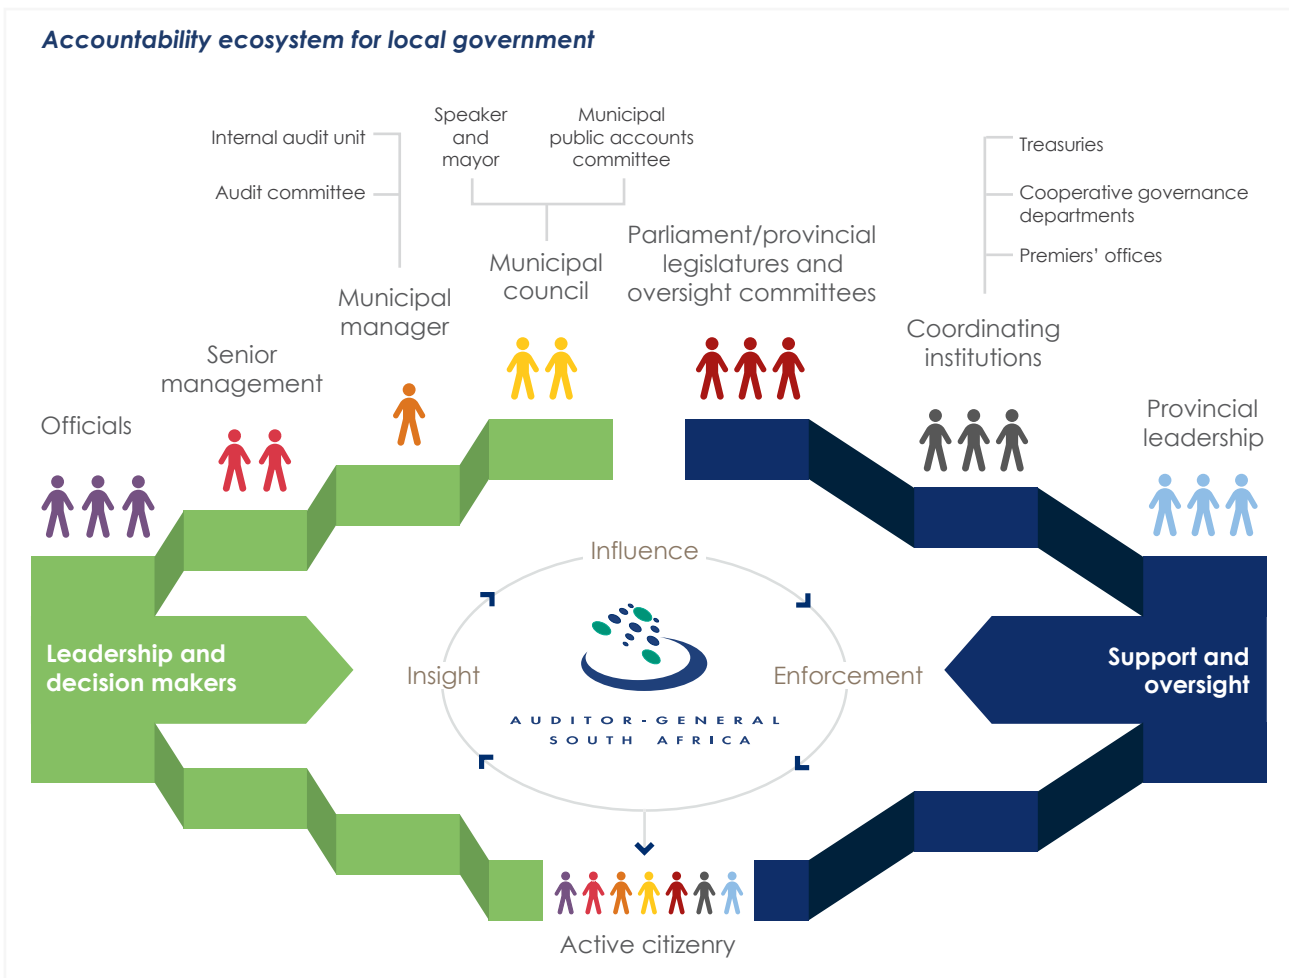 Accountability ecosystem for local government
Internal audit unit
Audit committee
Speaker
and
mayor
Municipal
public accounts
committee
Treasuries
Cooperative governance
departments
Premiers’ offices
Officials
Senior
management
Municipal
manager
Municipal
council
Parliament/provincial
legislatures and
oversight committees
Coordinating
institutions
Provincial
leadership
Leadership and
decision makers
Influence
Insight
Enforcement
AUDITOR-GENERAL
SOUTH AFRICA
Support and
oversight
Active citizenry